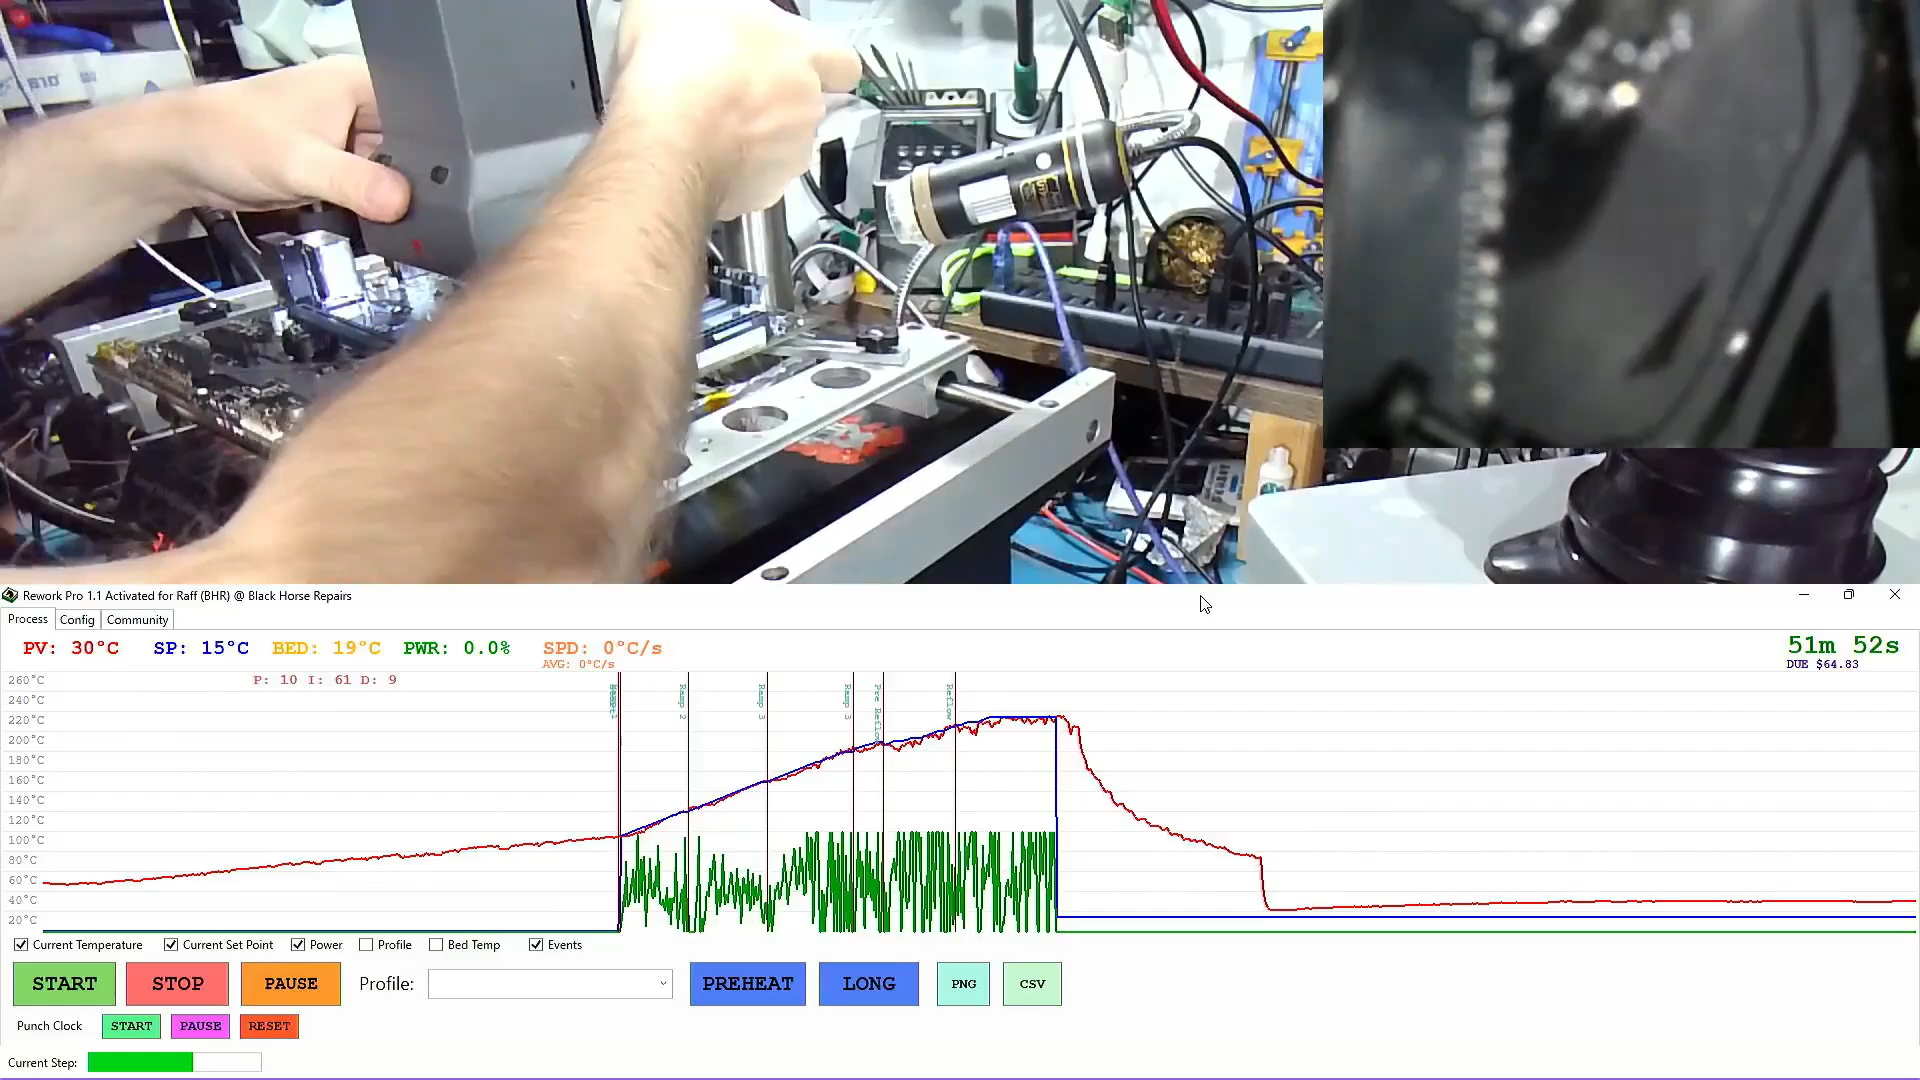 Rework Pro 1.1 Activated for Raff (BHR) @ Black Horse Repairs
Process Config Community
PV: 30°C SP: 15°C BED: 19°C PWR: 0.0% SPD: 0°C/s
AVG: 0°C/s
51m 52s
DUE $64.83
P: 10 I: 61 D: 9
260°C
240°C
220°C
200°C
180°C
160°C
140°C
120°C
100°C
80°C
60°C
40°C
20°C
Ramp 2
Ramp 3
Ramp 3
Pre Reflow
Reflow
Current Temperature Current Set Point Power Profile Bed Temp Events
START STOP PAUSE Profile: PREHEAT LONG PNG CSV
Punch Clock START PAUSE RESET
Current Step: